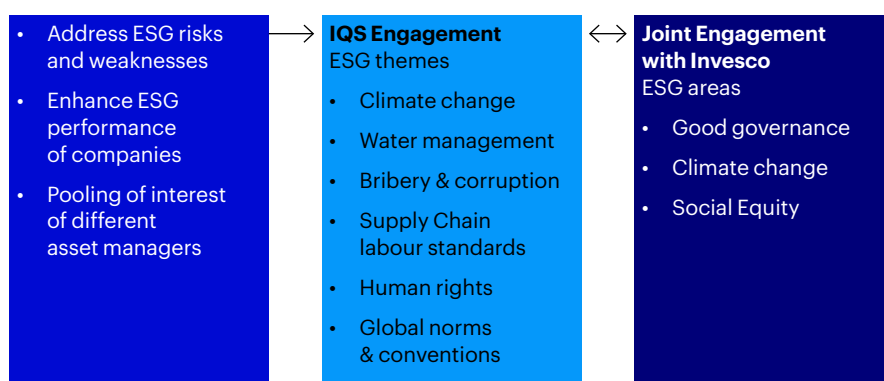 • Address ESG risks
and weaknesses
• Enhance ESG
performance
of companies
• Pooling of interest
of different
asset managers
IQS Engagement
ESG themes
• Climate change
• Water management
• Bribery & corruption
• Supply Chain
labour standards
• Human rights
• Global norms
& conventions
Joint Engagement
with Invesco
ESG areas
• Good governance
• Climate change
• Social Equity